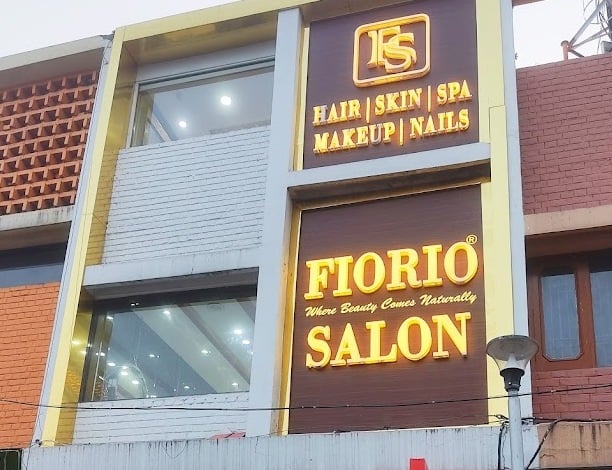 FS
HAIR | SKIN | SPA
MAKEUP | NAILS
FIORIO®
Where Beauty Comes Naturally
SALON